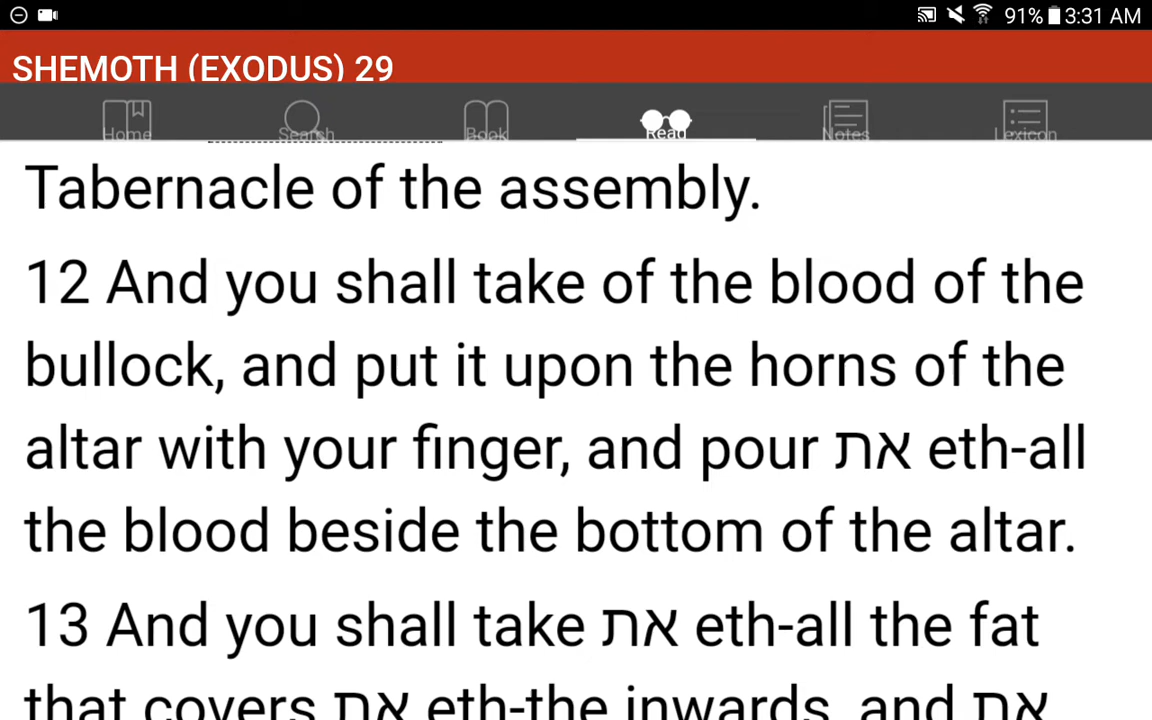 91% 3:31 AM
SHEMOTH (EXODUS) 29
Home Search Book Read Notes Lexicon
Tabernacle of the assembly.
12 And you shall take of the blood of the
bullock, and put it upon the horns of the
altar with your finger, and pour את eth-all
the blood beside the bottom of the altar.
13 And you shall take את eth-all the fat
that covers את eth-the inwards, and את